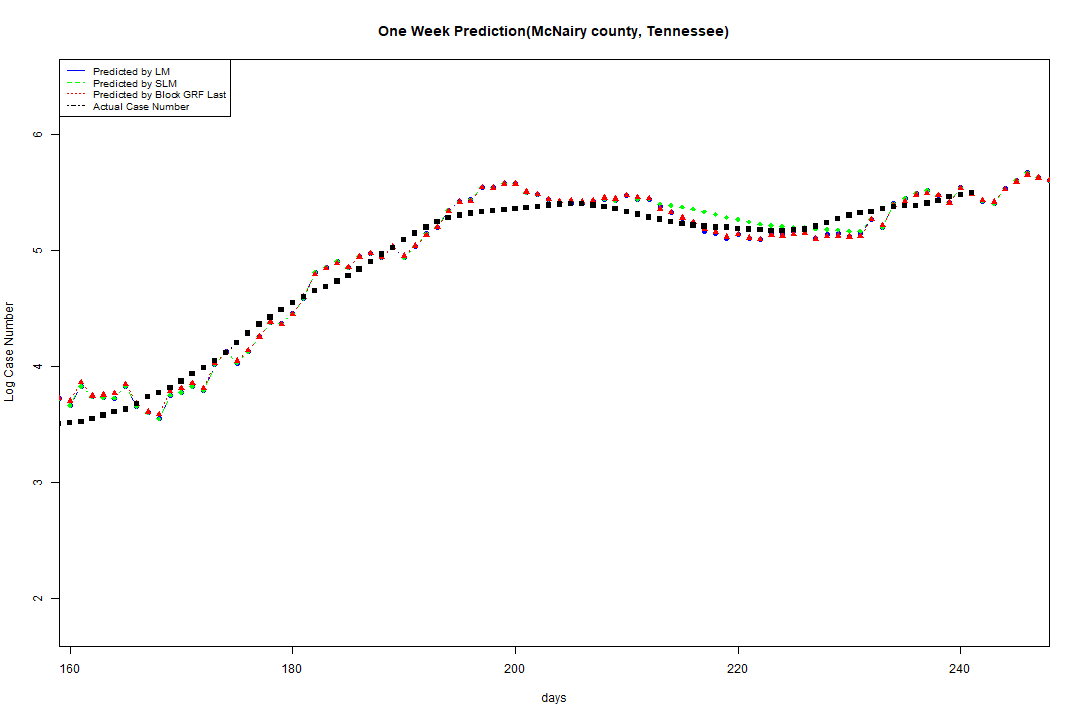 One Week Prediction(McNairy county, Tennessee)
Predicted by LM
Predicted by SLM
Predicted by Block GRF Last
Actual Case Number
6
5
4
3
2
Log Case Number
160 180 200 220 240
days